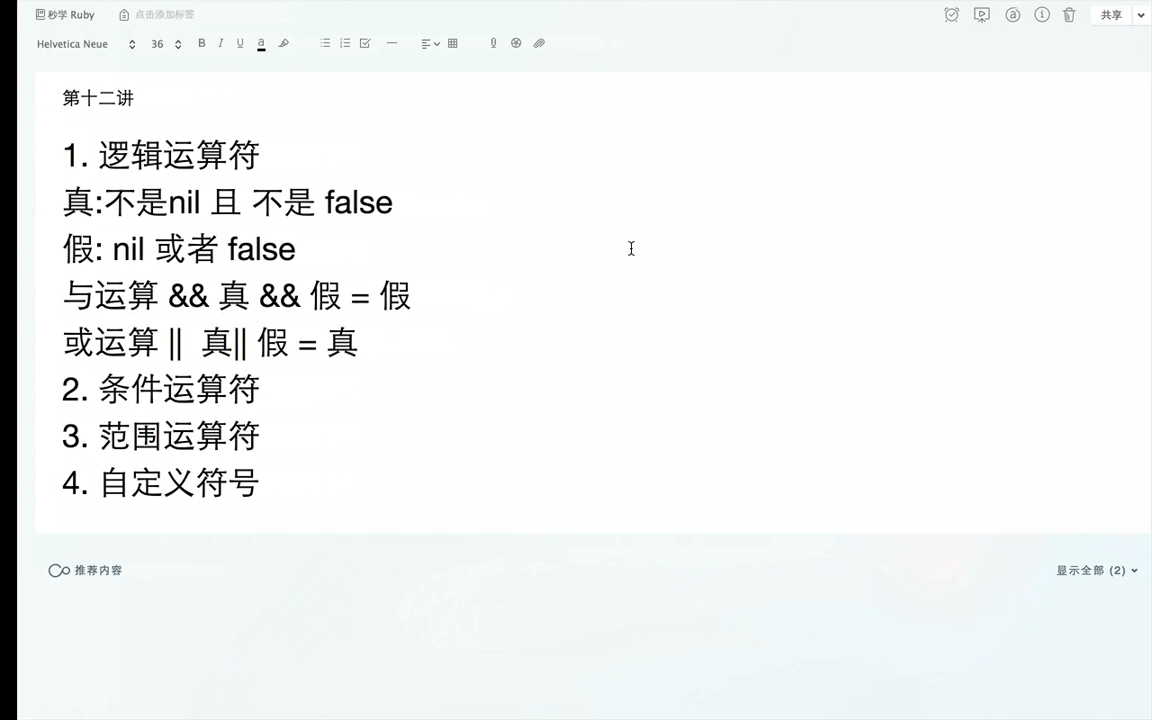 秒学 Ruby 点击添加标签 共享
Helvetica Neue 36 B I U a
第十二讲
1. 逻辑运算符
真:不是nil 且 不是 false
假: nil 或者 false
与运算 && 真 && 假 = 假
或运算 || 真|| 假 = 真
2. 条件运算符
3. 范围运算符
4. 自定义符号
推荐内容 显示全部 (2)